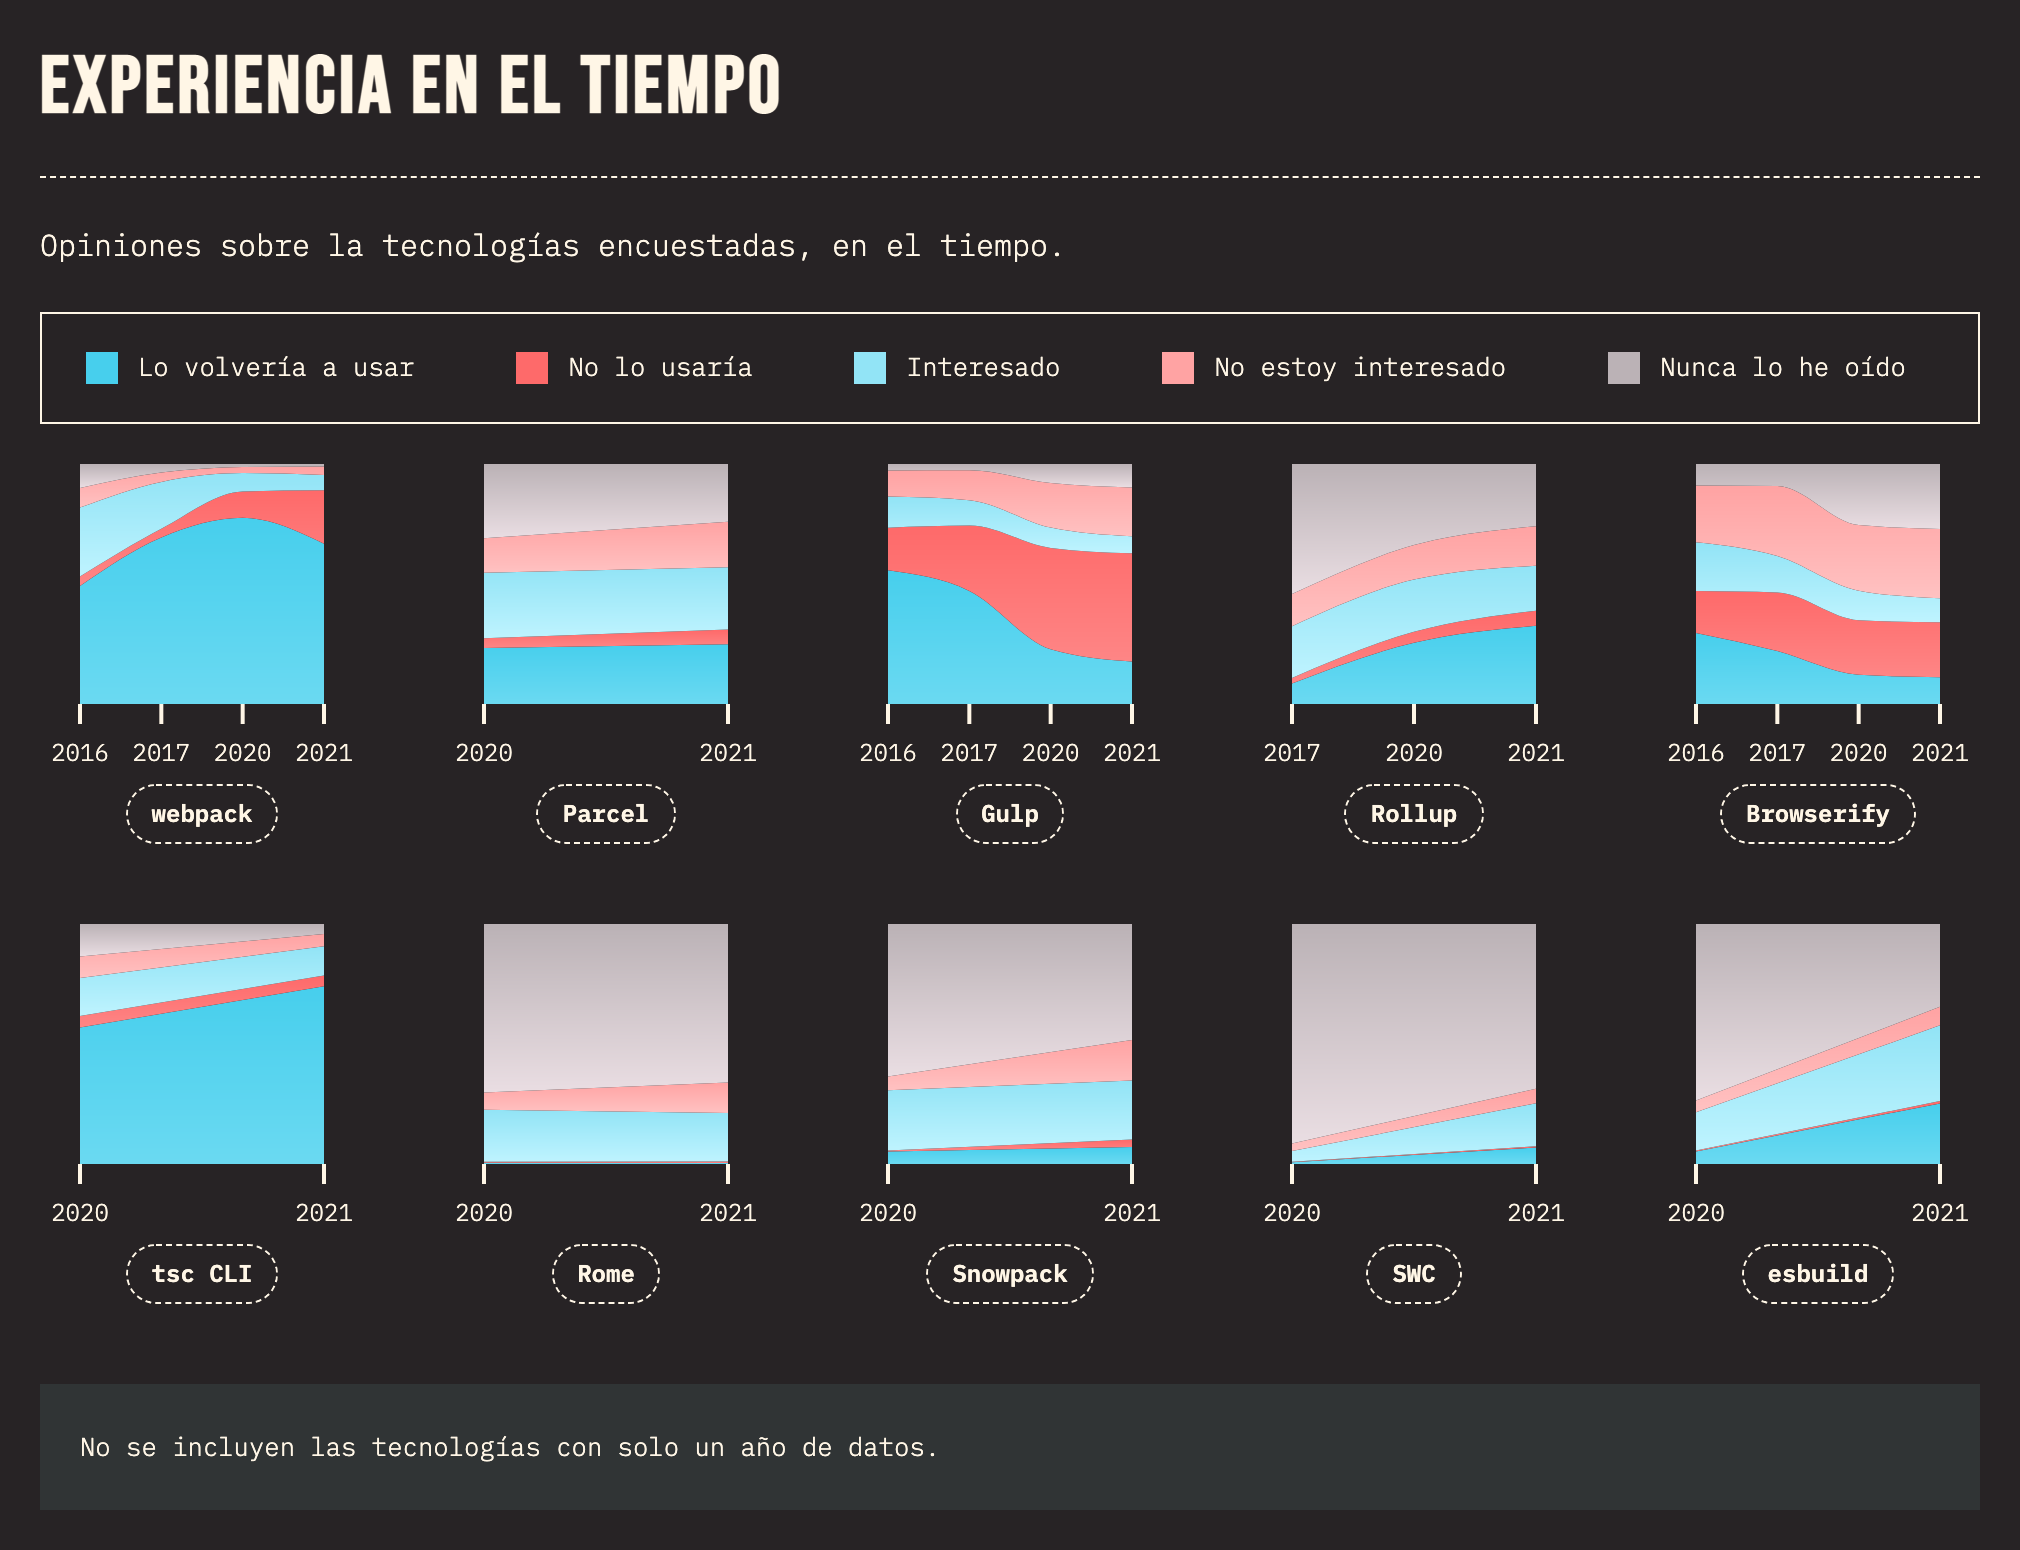 EXPERIENCIA EN EL TIEMPO
Opiniones sobre la tecnologías encuestadas, en el tiempo.
Lo volvería a usar No lo usaría Interesado No estoy interesado Nunca lo he oído
2016 2017 2020 2021 2020 2021 2016 2017 2020 2021 2017 2020 2021 2016 2017 2020 2021
webpack Parcel Gulp Rollup Browserify
2020 2021 2020 2021 2020 2021 2020 2021 2020 2021
tsc CLI Rome Snowpack SWC esbuild
No se incluyen las tecnologías con solo un año de datos.